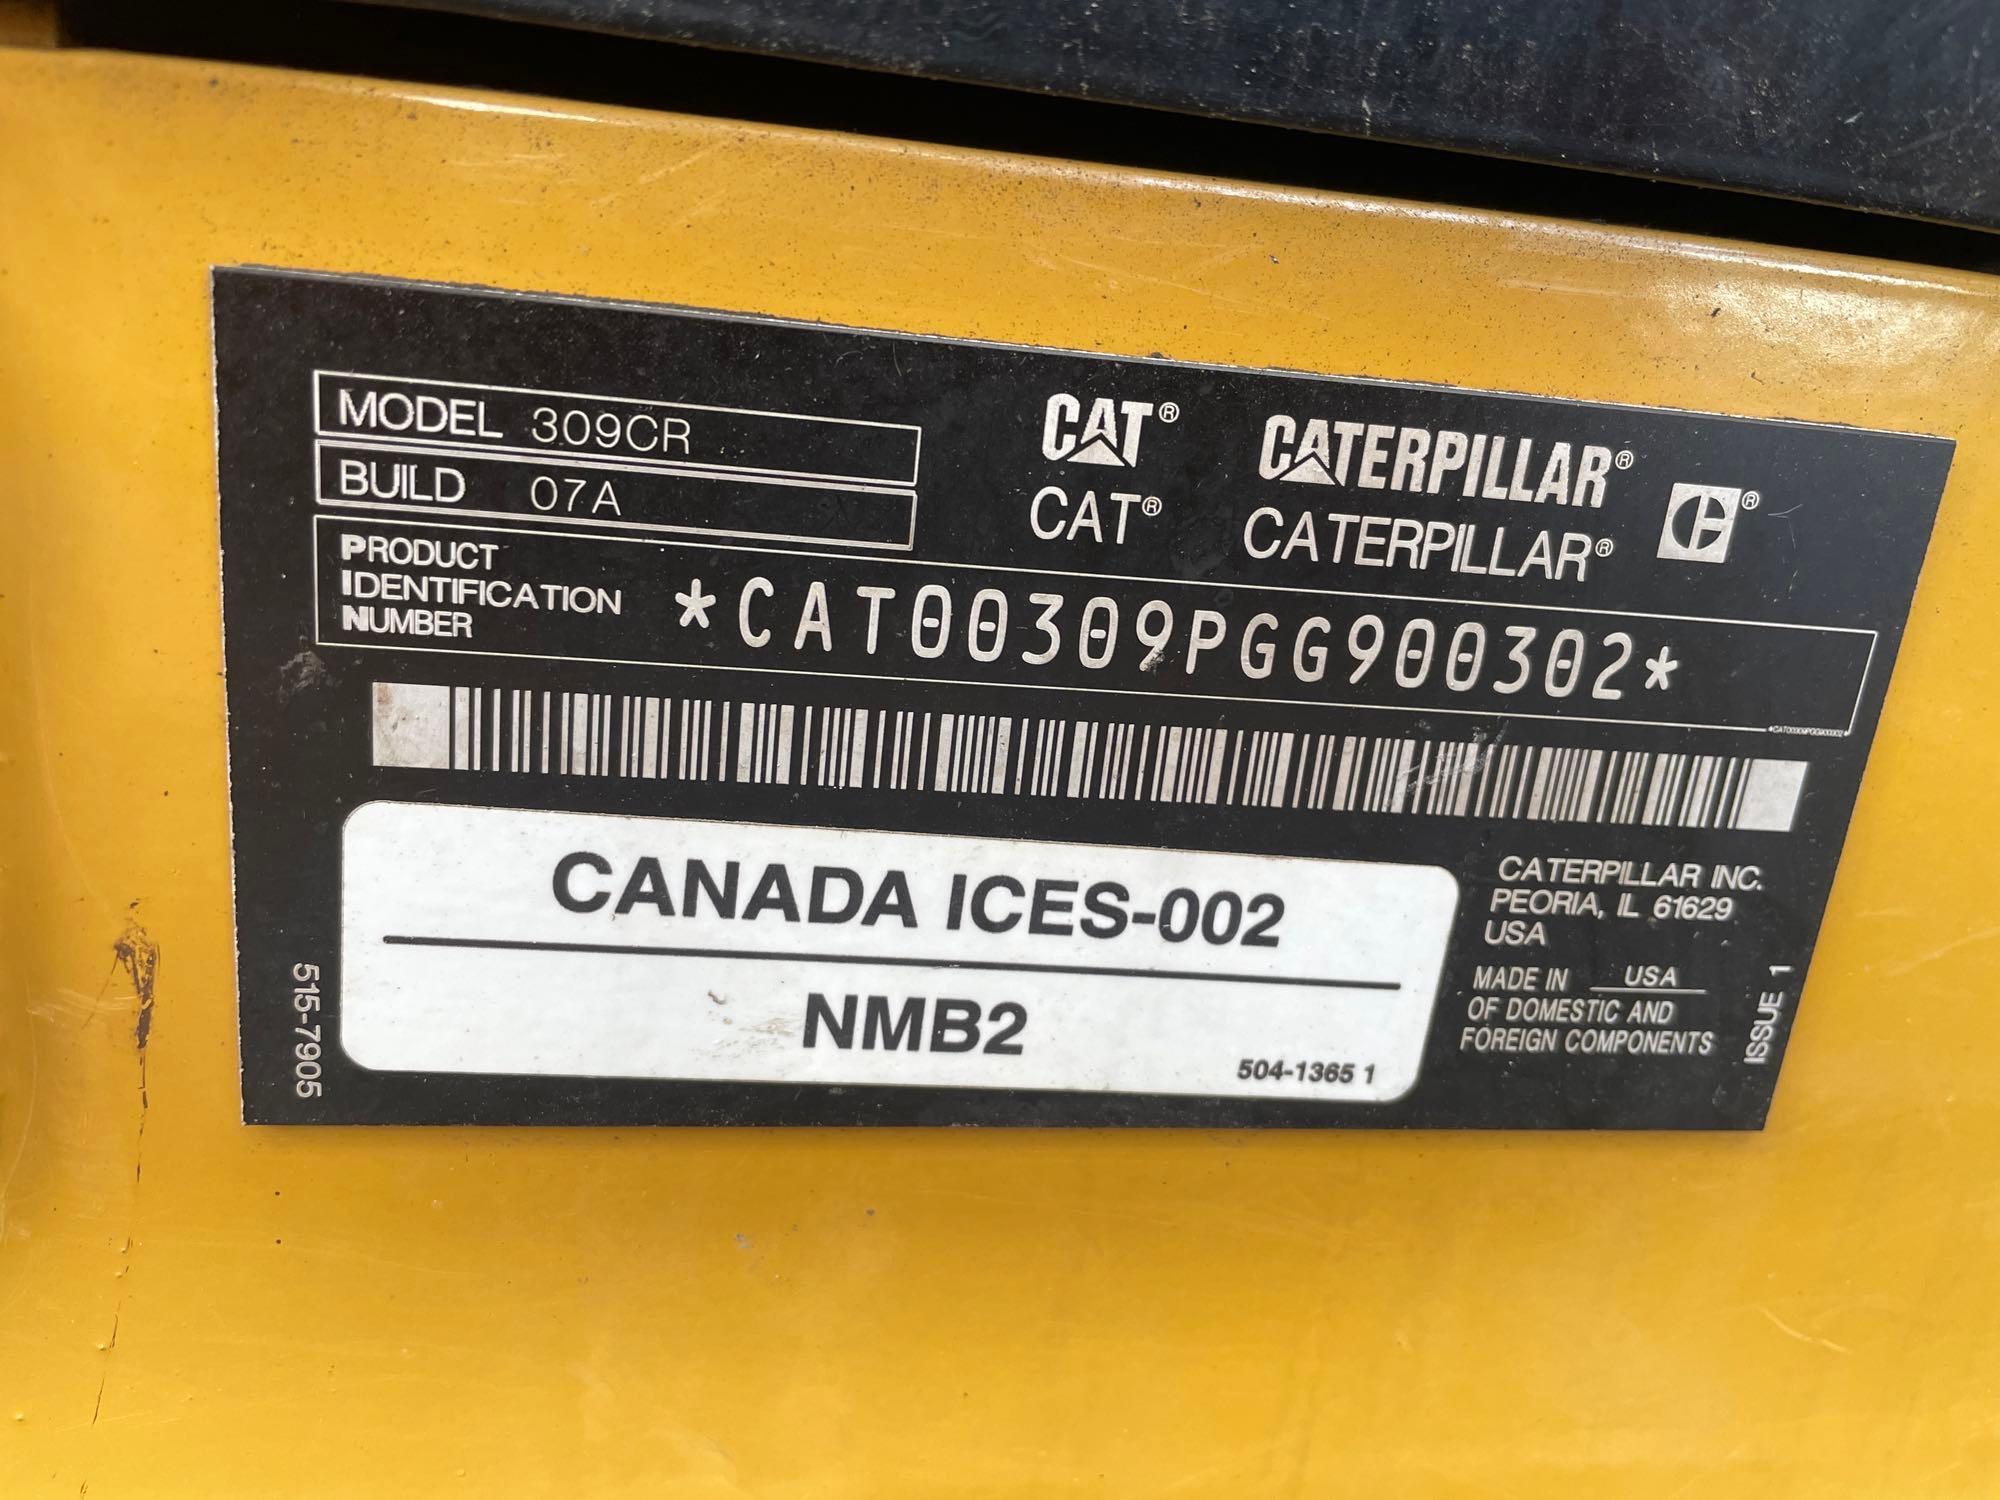 MODEL 309CR
BUILD 07A
CAT® CATERPILLAR®
CAT® CATERPILLAR® C®
PRODUCT
IDENTIFICATION
NUMBER
*CAT00309PGG900302*
*CAT00309PGG900302*
CANADA ICES-002
NMB2
504-1365 1
515-7905
CATERPILLAR INC.
PEORIA, IL 61629
USA
MADE IN USA
OF DOMESTIC AND
FOREIGN COMPONENTS
ISSUE 1